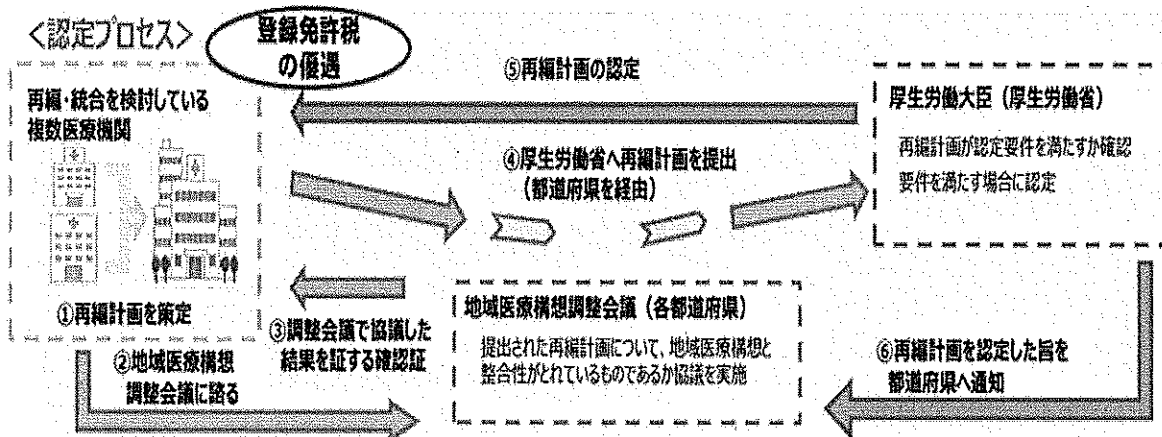 <認定プロセス>
登録免許税
の優遇
再編・統合を検討している
複数医療機関
①再編計画を策定
⑤再編計画の認定
④厚生労働省へ再編計画を提出
(都道府県を経由)
厚生労働大臣(厚生労働省)
再編計画が認定要件を満たすか確認
要件を満たす場合に認定
②地域医療構想
調整会議に諮る
③調整会議で協議した
結果を証する確認証
地域医療構想調整会議(各都道府県)
提出された再編計画について、地域医療構想と
整合性がとれているものであるか協議を実施
⑥再編計画を認定した旨を
都道府県へ通知